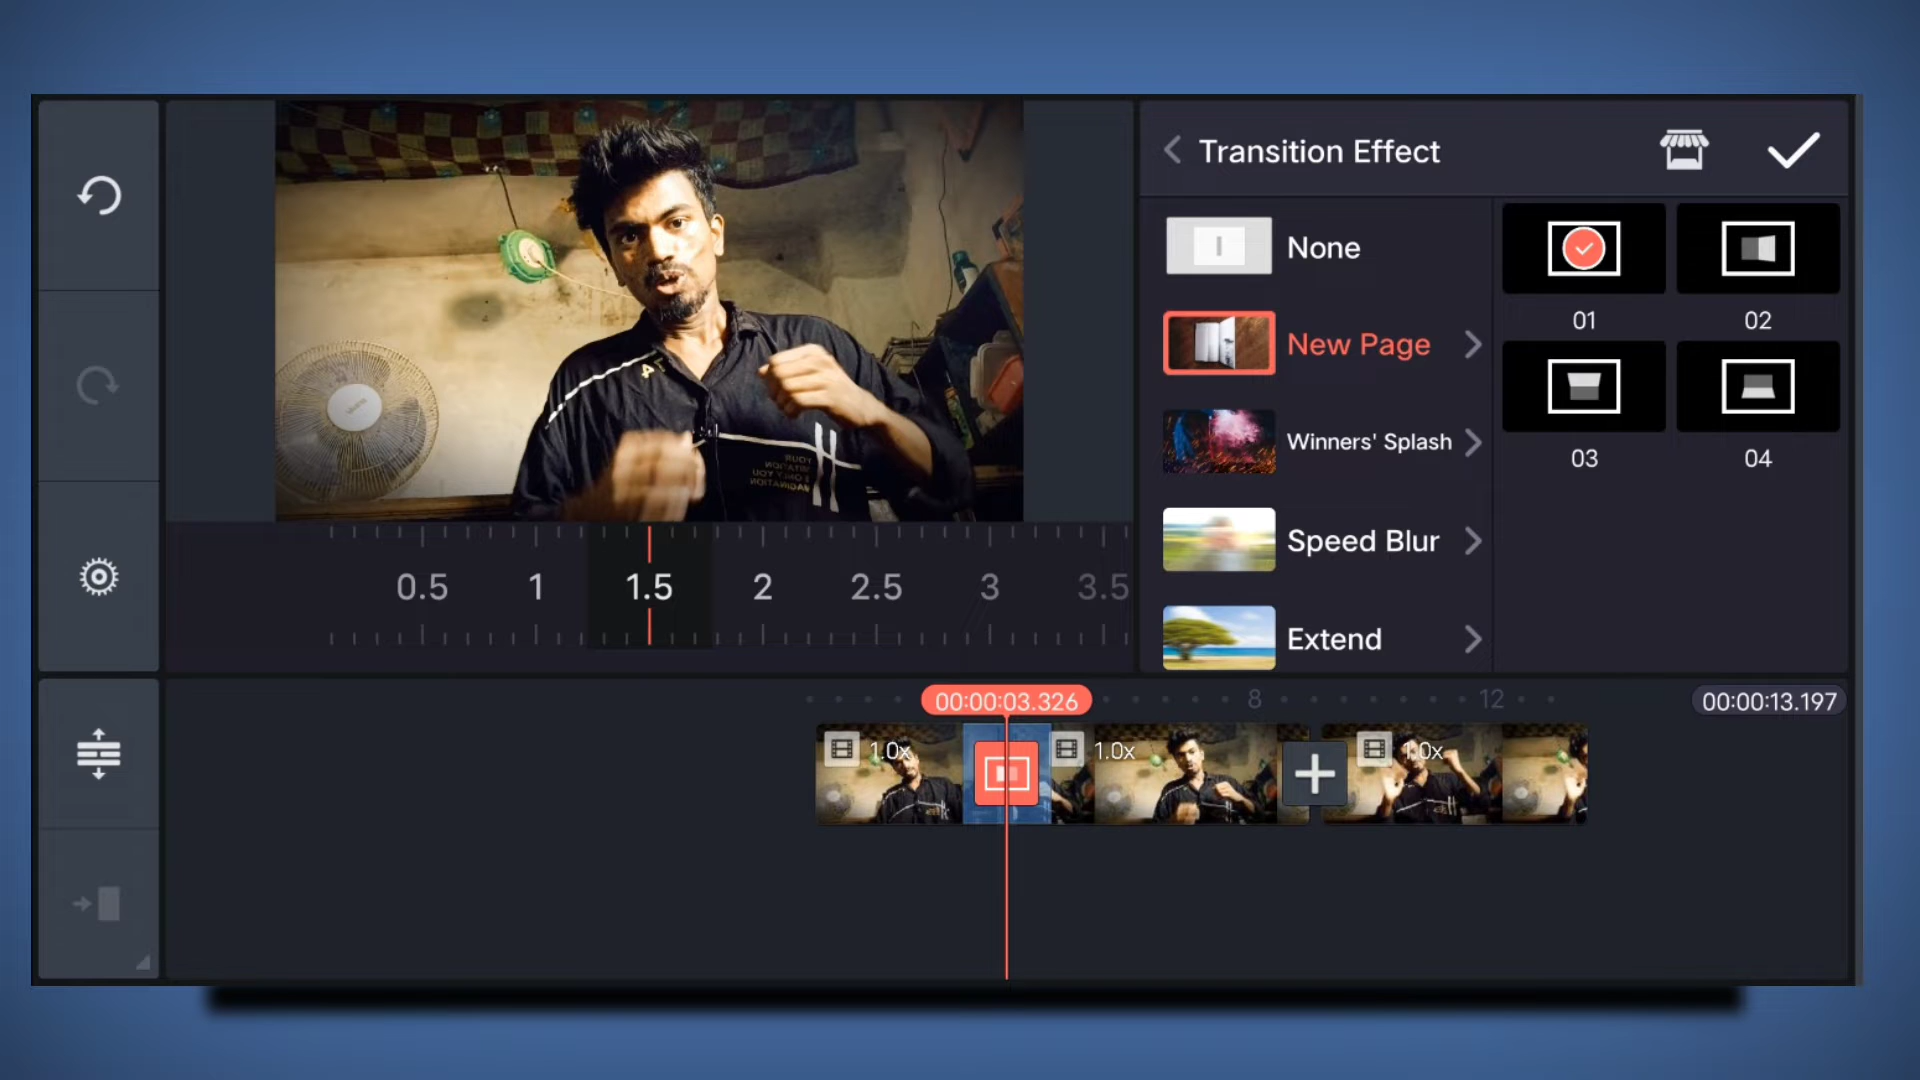 Transition Effect
None
New Page
Winners' Splash
Speed Blur
Extend
01
02
03
04
0.5 1 1.5 2 2.5 3 3.5
00:00:03.326
8
12
00:00:13.197
1.0x
1.0x
1.0x